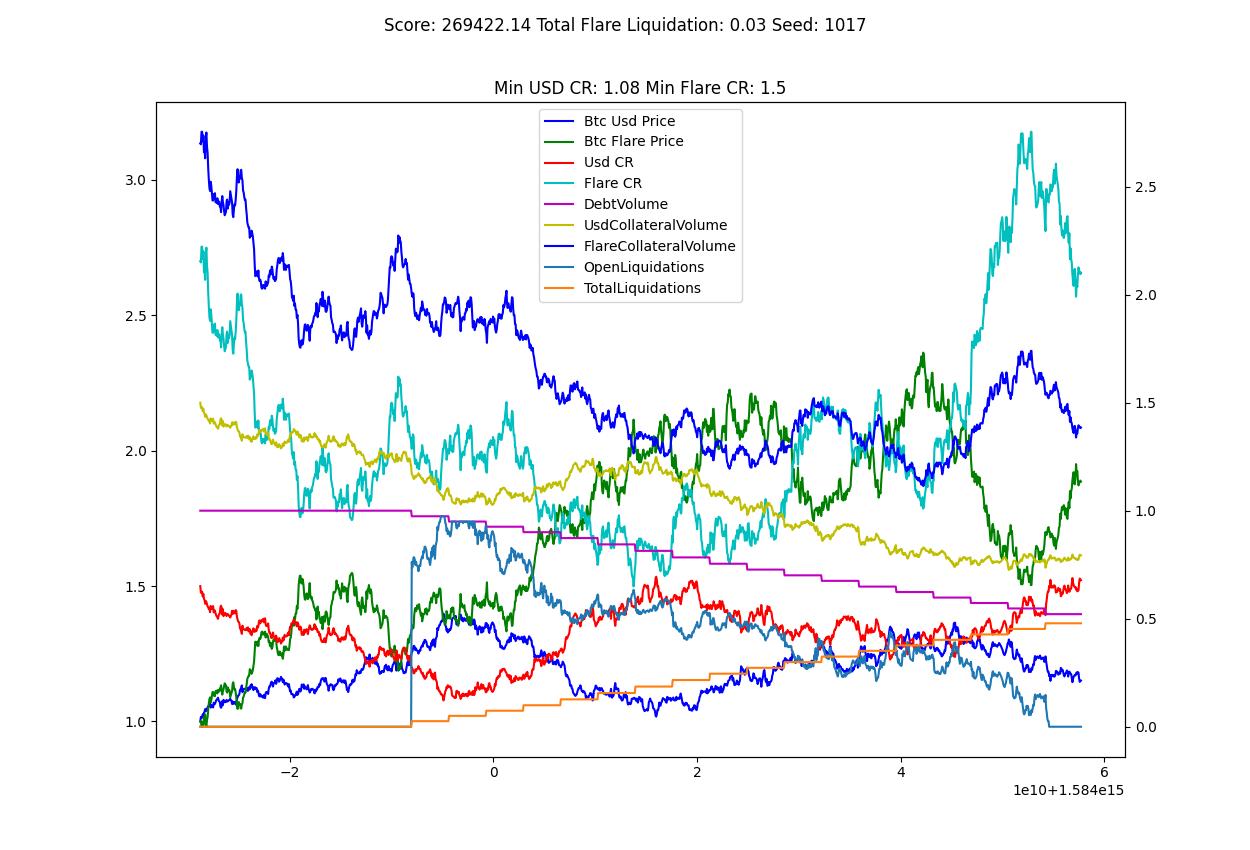 Score: 269422.14 Total Flare Liquidation: 0.03 Seed: 1017
Min USD CR: 1.08 Min Flare CR: 1.5
Btc Usd Price
Btc Flare Price
Usd CR
Flare CR
DebtVolume
UsdCollateralVolume
FlareCollateralVolume
OpenLiquidations
TotalLiquidations
3.0
2.5
2.0
1.5
1.0
2.5
2.0
1.5
1.0
0.5
0.0
−2 0 2 4 6
1e10+1.584e15